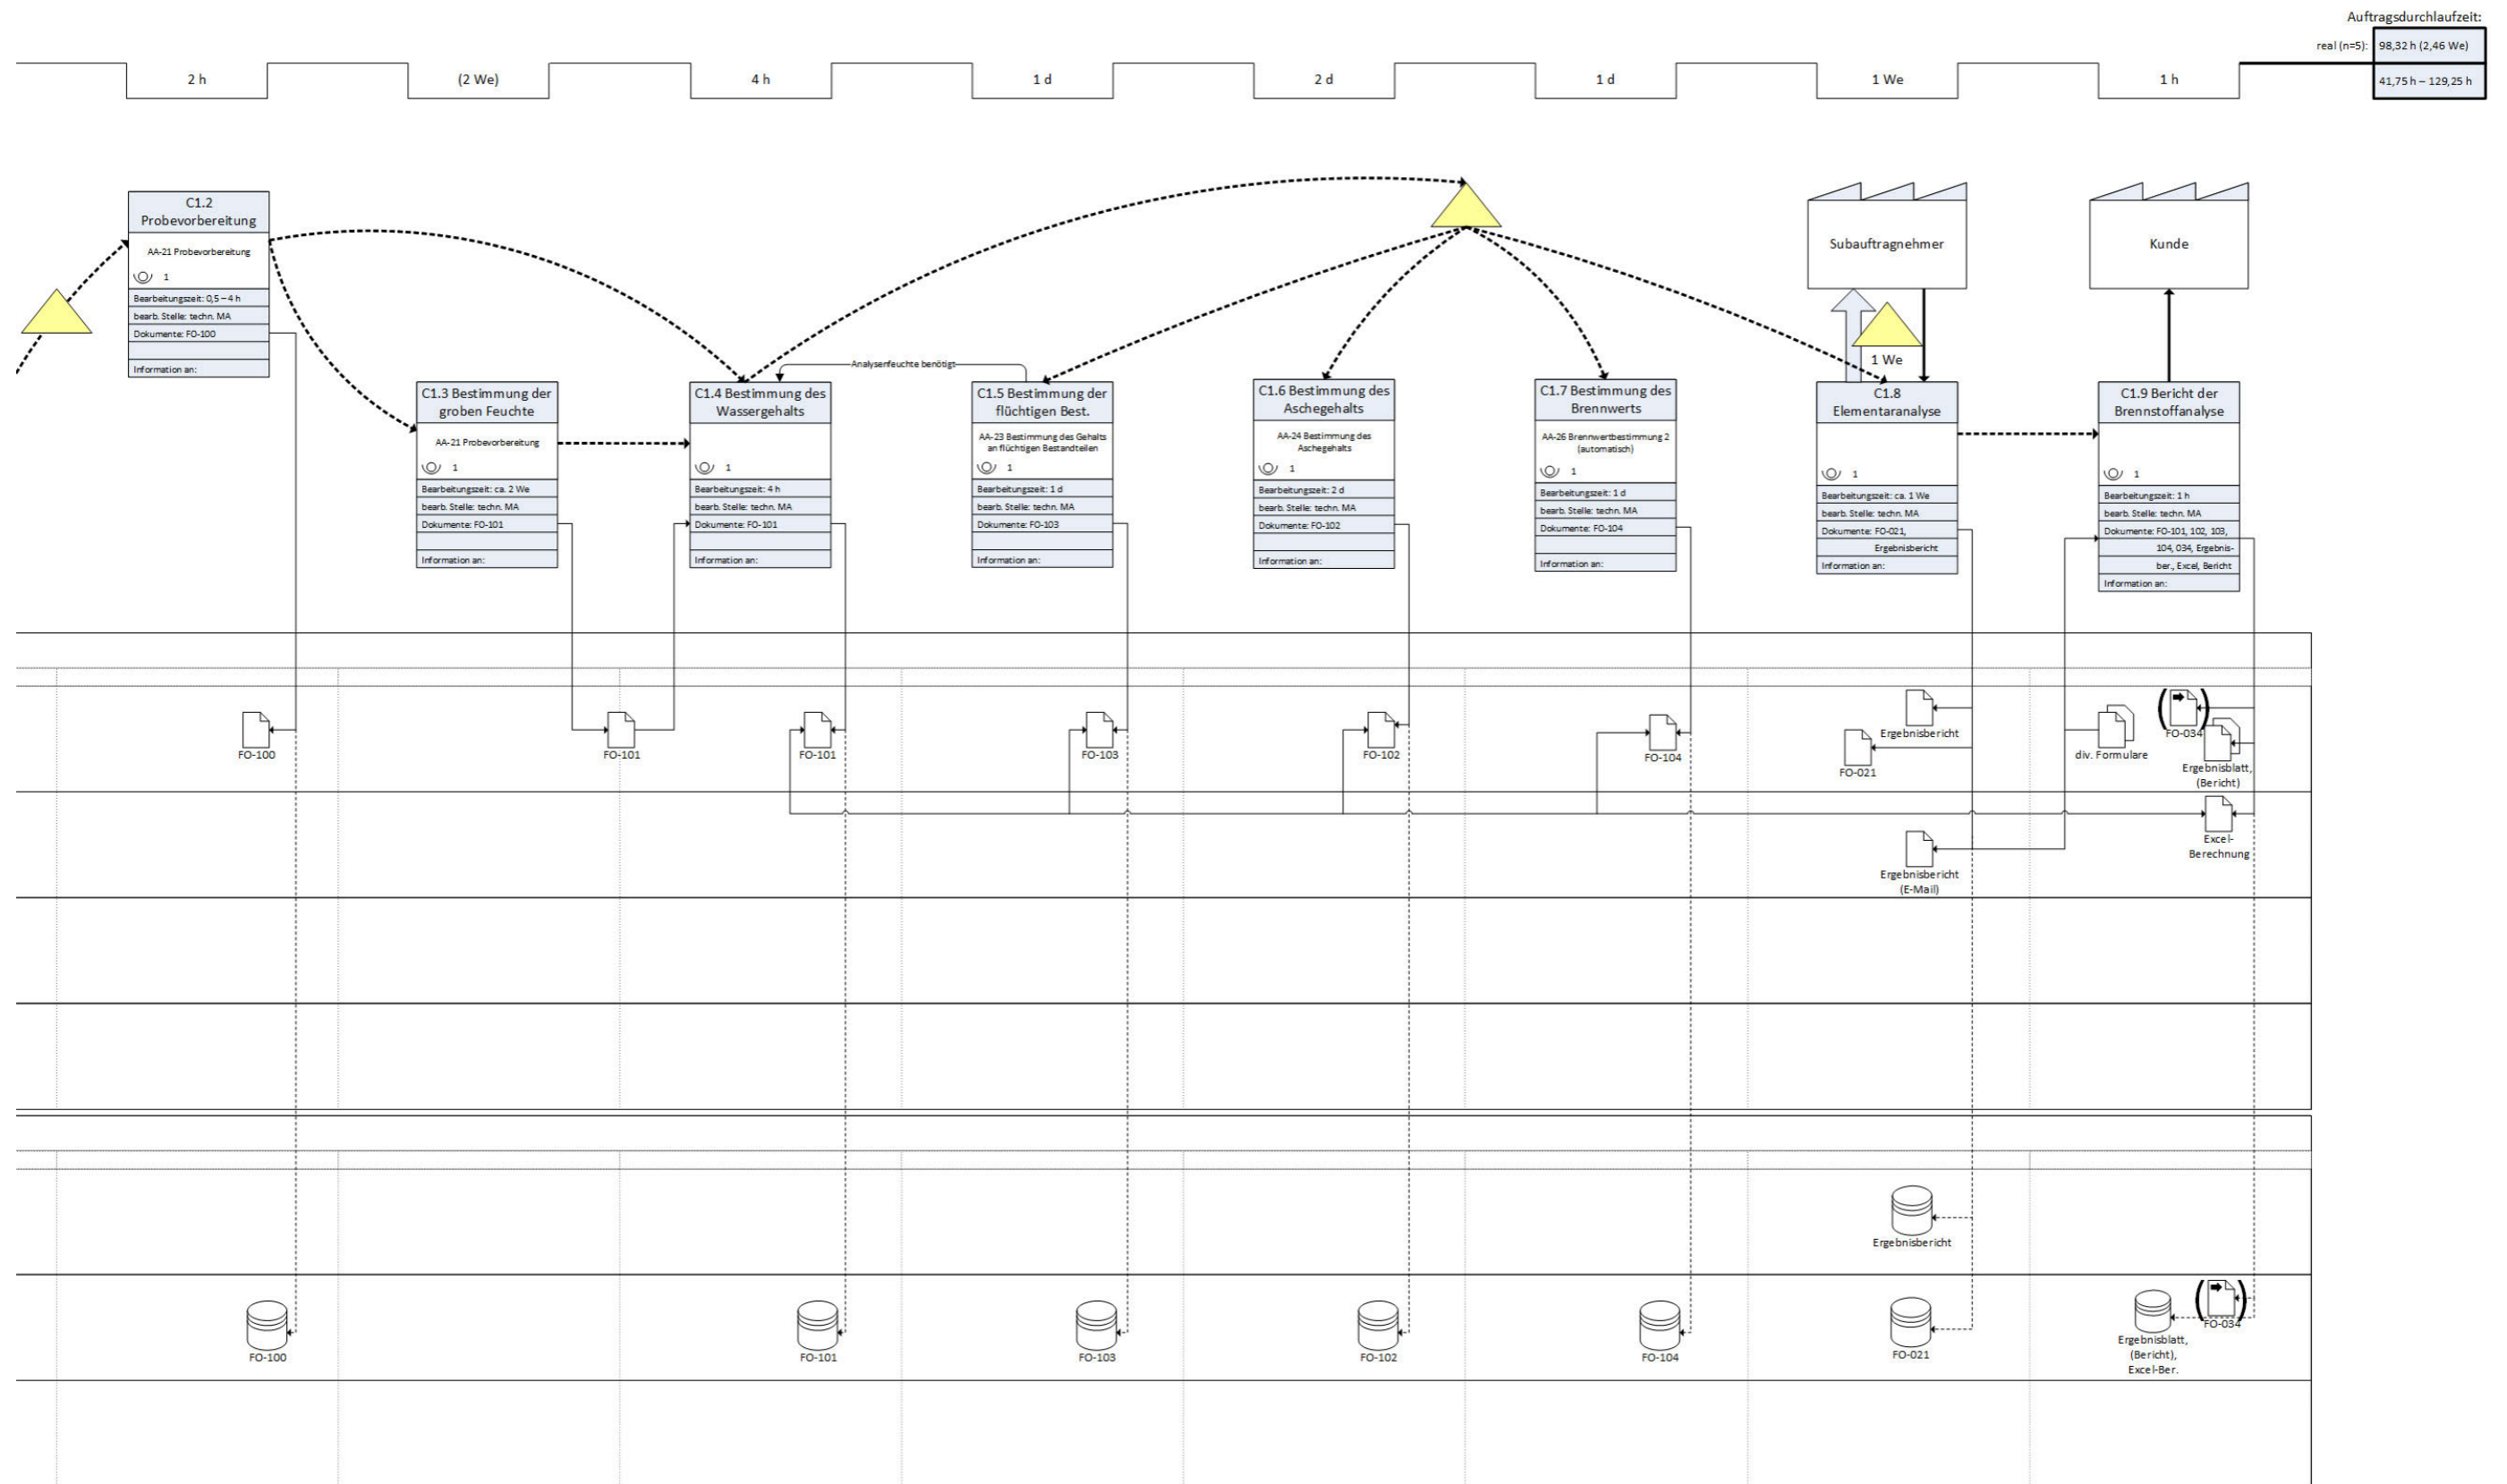 Auftragsdurchlaufzeit:
real (n=5): 98,32 h (2,46 We)
41,75 h – 129,25 h
2 h
(2 We)
4 h
1 d
2 d
1 d
1 We
1 h
C1.2
Probevorbereitung
AA-21 Probevorbereitung
1
Bearbeitungszeit: 0,5 – 4 h
bearb. Stelle: techn. MA
Dokumente: FO-100
Information an:
C1.3 Bestimmung der
groben Feuchte
AA-21 Probevorbereitung
1
Bearbeitungszeit: ca. 2 We
bearb. Stelle: techn. MA
Dokumente: FO-101
Information an:
C1.4 Bestimmung des
Wassergehalts
1
Bearbeitungszeit: 4 h
bearb. Stelle: techn. MA
Dokumente: FO-101
Information an:
Analysenfeuchte benötigt
C1.5 Bestimmung der
flüchtigen Best.
AA-23 Bestimmung des Gehalts
an flüchtigen Bestandteilen
1
Bearbeitungszeit: 1 d
bearb. Stelle: techn. MA
Dokumente: FO-103
Information an:
C1.6 Bestimmung des
Aschegehalts
AA-24 Bestimmung des
Aschegehalts
1
Bearbeitungszeit: 2 d
bearb. Stelle: techn. MA
Dokumente: FO-102
Information an:
C1.7 Bestimmung des
Brennwerts
AA-26 Brennwertbestimmung 2
(automatisch)
1
Bearbeitungszeit: 1 d
bearb. Stelle: techn. MA
Dokumente: FO-104
Information an:
Subauftragnehmer
1 We
C1.8
Elementaranalyse
1
Bearbeitungszeit: ca. 1 We
bearb. Stelle: techn. MA
Dokumente: FO-021,
Ergebnisbericht
Information an:
Kunde
C1.9 Bericht der
Brennstoffanalyse
1
Bearbeitungszeit: 1 h
bearb. Stelle: techn. MA
Dokumente: FO-101, 102, 103,
104, 034, Ergebnis-
ber., Excel, Bericht
Information an:
FO-100
FO-101
FO-101
FO-103
FO-102
FO-104
Ergebnisbericht
FO-021
div. Formulare
FO-034
Ergebnisblatt,
(Bericht)
Ergebnisbericht
(E-Mail)
Excel-
Berechnung
Ergebnisbericht
FO-100
FO-101
FO-103
FO-102
FO-104
FO-021
Ergebnisblatt,
(Bericht),
Excel-Ber.
FO-034